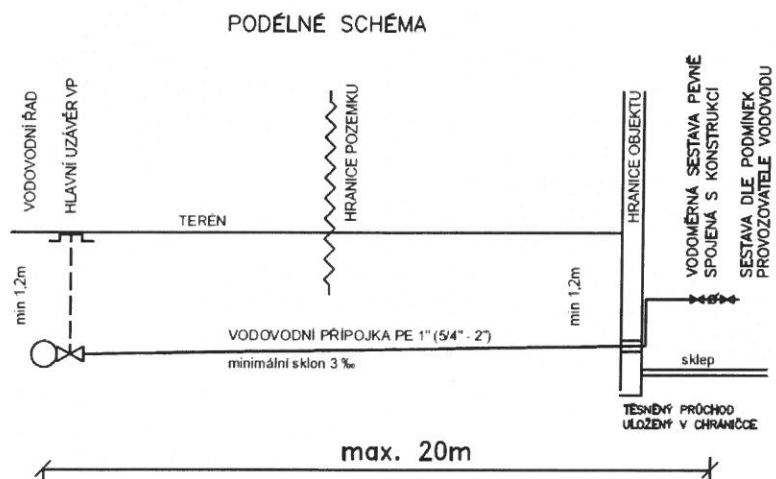 PODÉLNÉ SCHÉMA
VODOVODNÍ ŘAD
HLAVNÍ UZÁVĚR VP
HRANICE POZEMKU
HRANICE OBJEKTU
VODOMĚRNÁ SESTAVA PEVNĚ
SPOJENÁ S KONSTRUKCÍ
SESTAVA DLE PODMÍNEK
PROVOZOVATELE VODOVODU
TERÉN
min 1,2m
min 1,2m
VODOVODNÍ PŘÍPOJKA PE 1" (5/4" - 2")
minimální sklon 3 ‰
sklep
TĚSNĚNÝ PRŮCHOD
ULOŽENÝ V CHRANIČCE
max. 20m